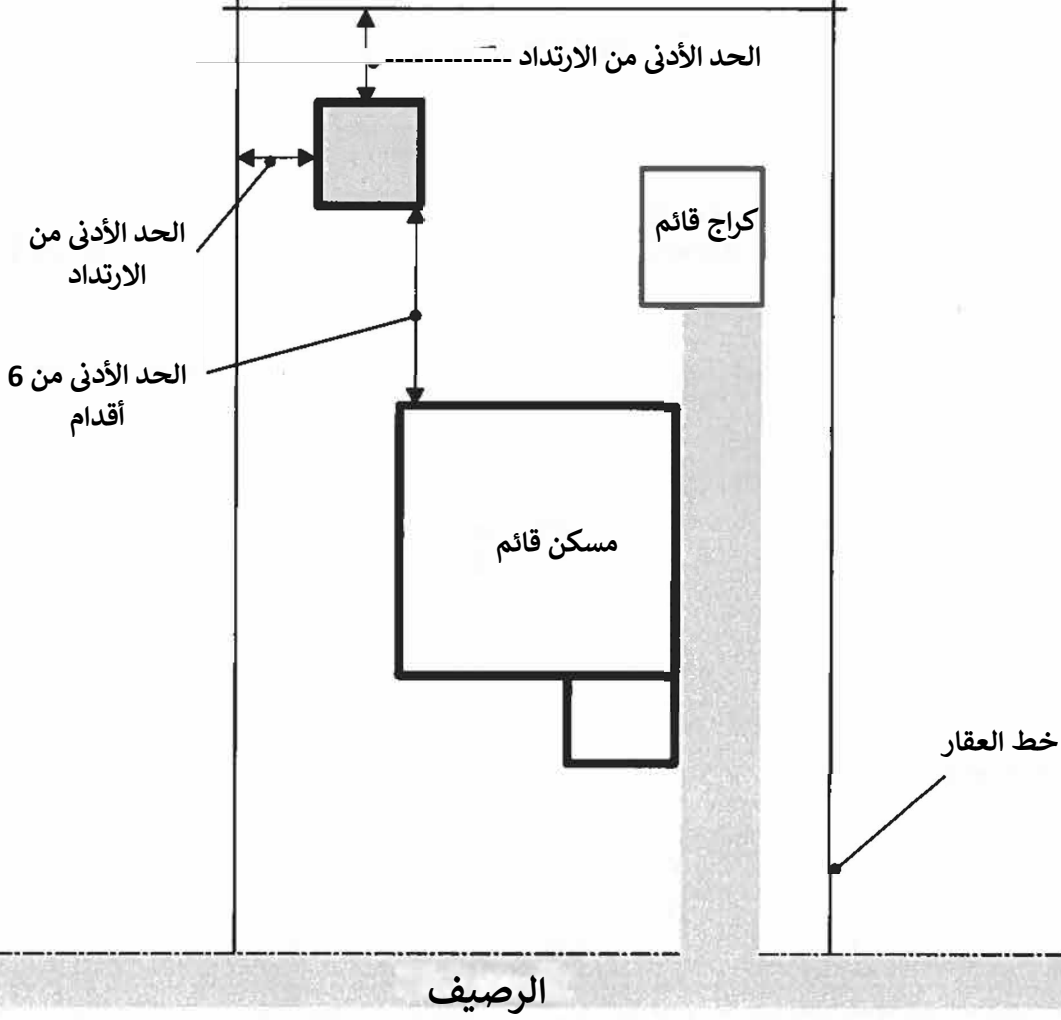 الحد الأدنى من الارتداد -------------
كراج قائم
الحد الأدنى من
الارتداد
الحد الأدنى من 6
أقدام
مسكن قائم
خط العقار
الرصيف